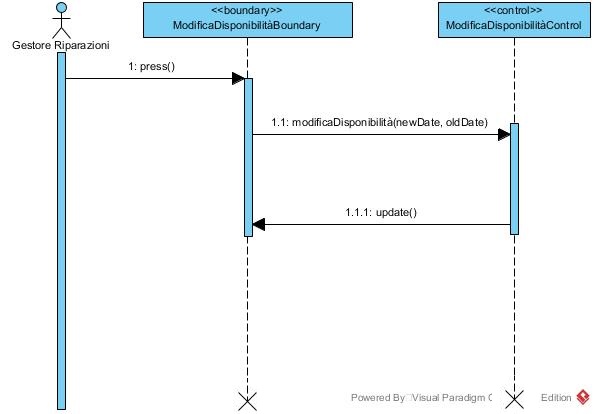 <<boundary>>
ModificaDisponibilitàBoundary
<<control>>
ModificaDisponibilitàControl
Gestore Riparazioni
1: press()
1.1: modificaDisponibilità(newDate, oldDate)
1.1.1: update()
Powered By Visual Paradigm C Edition